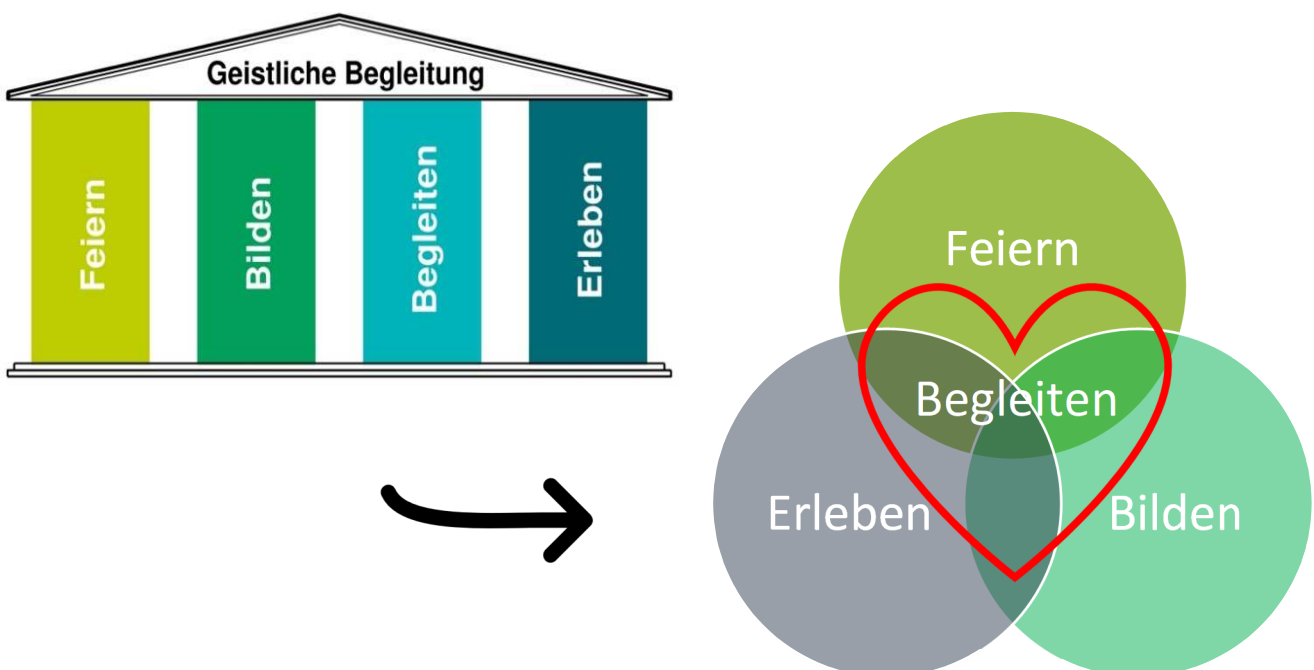 Geistliche Begleitung
Feiern
Bilden
Begleiten
Erleben
Feiern
Begleiten
Erleben
Bilden